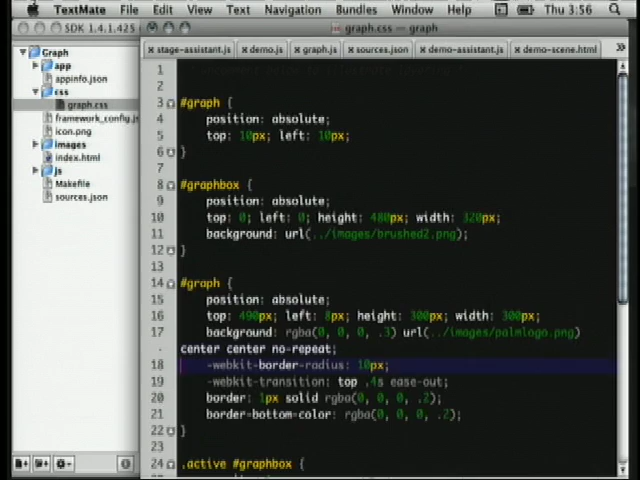 TextMate File Edit View Text Navigation Bundles Window Help Thu 3:56
SDK 1.4.1.425
graph.css — graph
stage-assistant.js demo.js graph.js sources.json demo-assistant.js demo-scene.html
Graph
app
appinfo.json
css
graph.css
framework_config.js
icon.png
images
index.html
js
Makefile
sources.json
1
2
3 #graph {
4 position: absolute;
5 top: 10px; left: 10px;
6 }
7
8 #graphbox {
9 position: absolute;
10 top: 0; left: 0; height: 480px; width: 320px;
11 background: url(../images/brushed2.png);
12 }
13
14 #graph {
15 position: absolute;
16 top: 490px; left: 8px; height: 300px; width: 300px;
17 background: rgba(0, 0, 0, .3) url(../images/palmlogo.png)
center center no-repeat;
18 -webkit-border-radius: 10px;
19 -webkit-transition: top .4s ease-out;
20 border: 1px solid rgba(0, 0, 0, .2);
21 border-bottom-color: rgba(0, 0, 0, .2);
22 }
23
24 .active #graphbox {